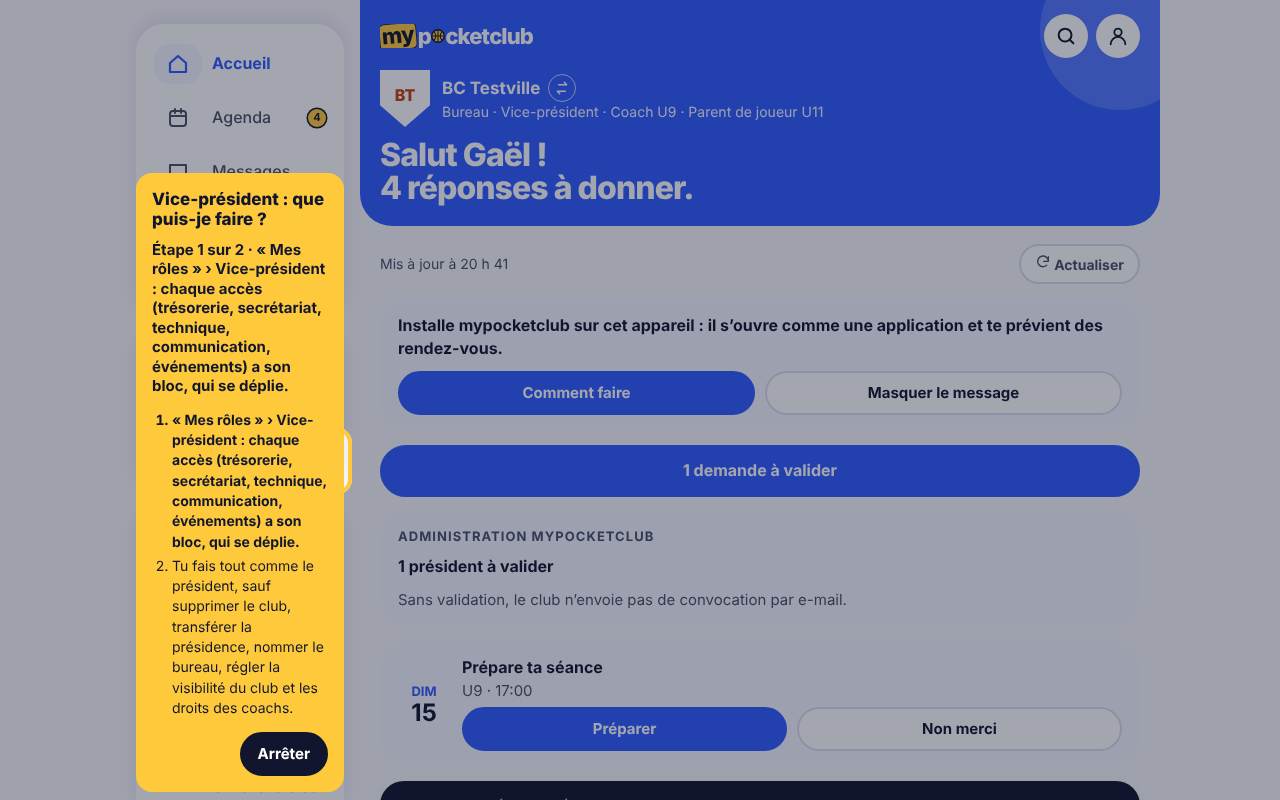 Accueil
Agenda
4
Messages
Vice-président : que
puis-je faire ?
Étape 1 sur 2 · « Mes
rôles » › Vice-président
: chaque accès
(trésorerie, secrétariat,
technique,
communication,
événements) a son
bloc, qui se déplie.
1. « Mes rôles » › Vice-
président : chaque
accès (trésorerie,
secrétariat, technique,
communication,
événements) a son
bloc, qui se déplie.
2. Tu fais tout comme le
président, sauf
supprimer le club,
transférer la
présidence, nommer le
bureau, régler la
visibilité du club et les
droits des coachs.
Arrêter
mypocketclub
BT
BC Testville
Bureau · Vice-président · Coach U9 · Parent de joueur U11
Salut Gaël !
4 réponses à donner.
Mis à jour à 20 h 41
Actualiser
Installe mypocketclub sur cet appareil : il s’ouvre comme une application et te prévient des
rendez-vous.
Comment faire
Masquer le message
1 demande à valider
ADMINISTRATION MYPOCKETCLUB
1 président à valider
Sans validation, le club n’envoie pas de convocation par e-mail.
DIM
15
Prépare ta séance
U9 · 17:00
Préparer
Non merci